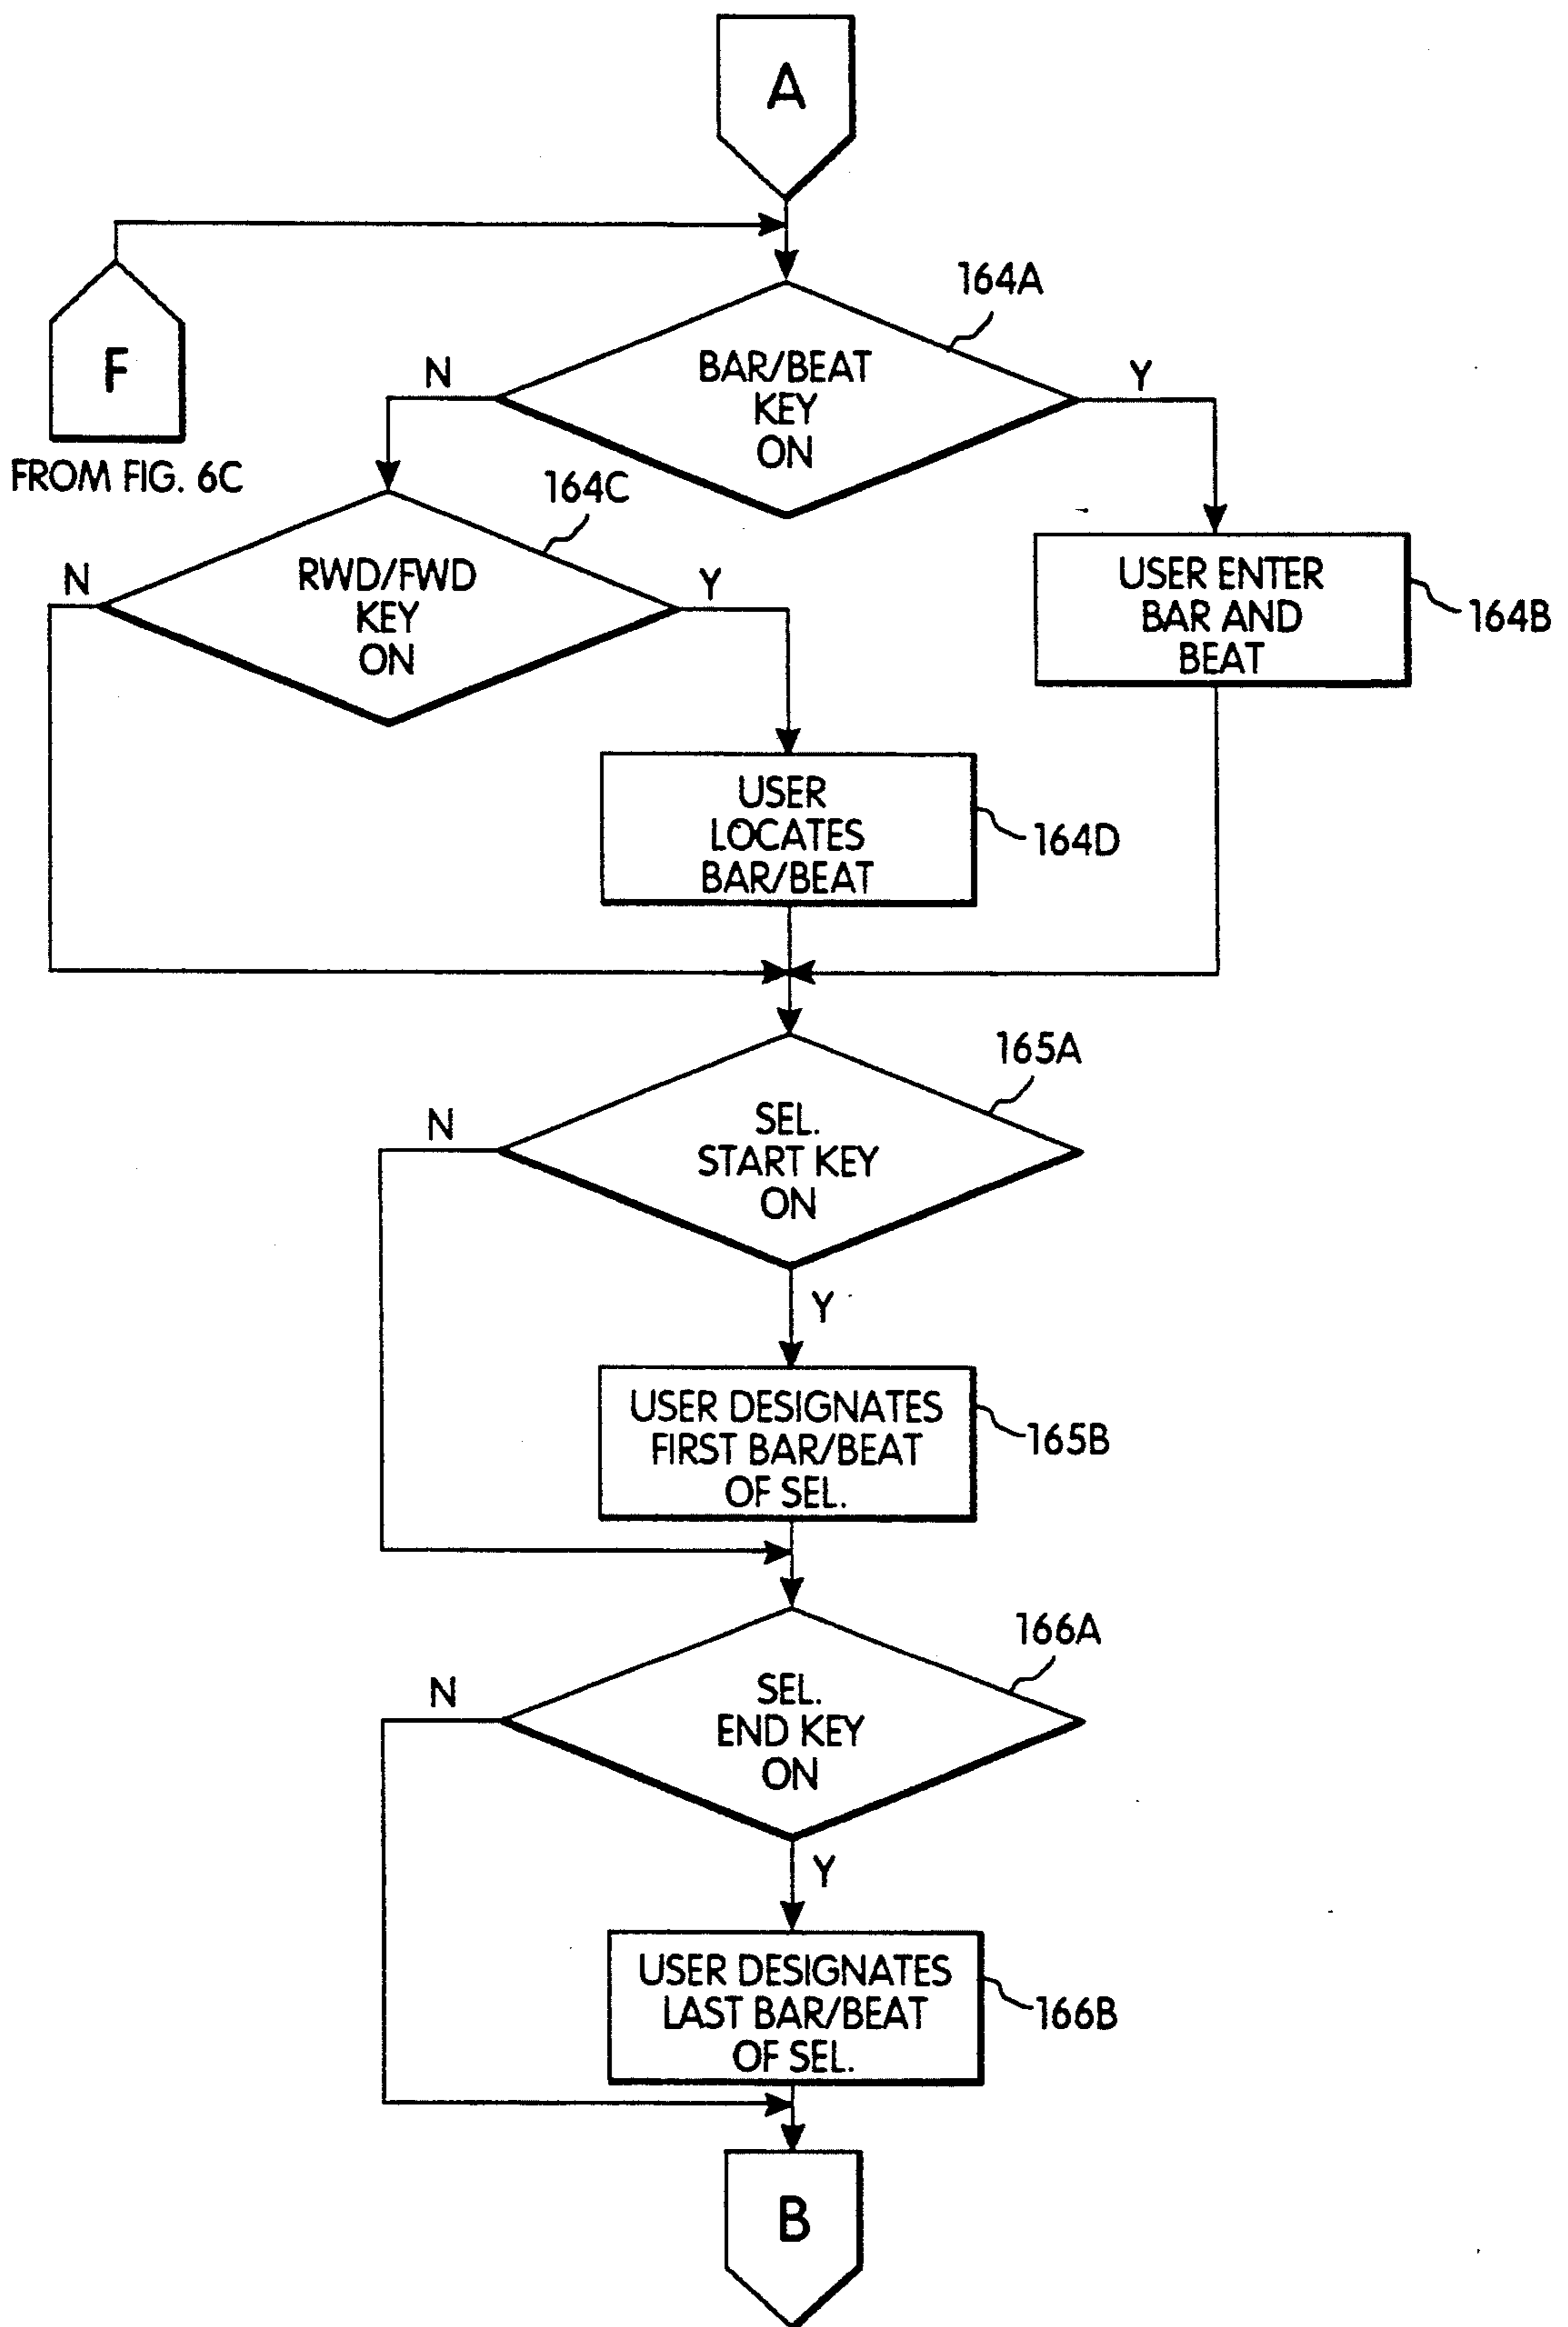 A
164A
N
BAR/BEAT
KEY
ON
Y
F
FROM FIG. 6C
164C
N
RWD/FWD
KEY
ON
Y
USER ENTER
BAR AND
BEAT
164B
USER
LOCATES
BAR/BEAT
164D
165A
N
SEL.
START KEY
ON
Y
USER DESIGNATES
FIRST BAR/BEAT
OF SEL.
165B
166A
N
SEL.
END KEY
ON
Y
USER DESIGNATES
LAST BAR/BEAT
OF SEL.
166B
B